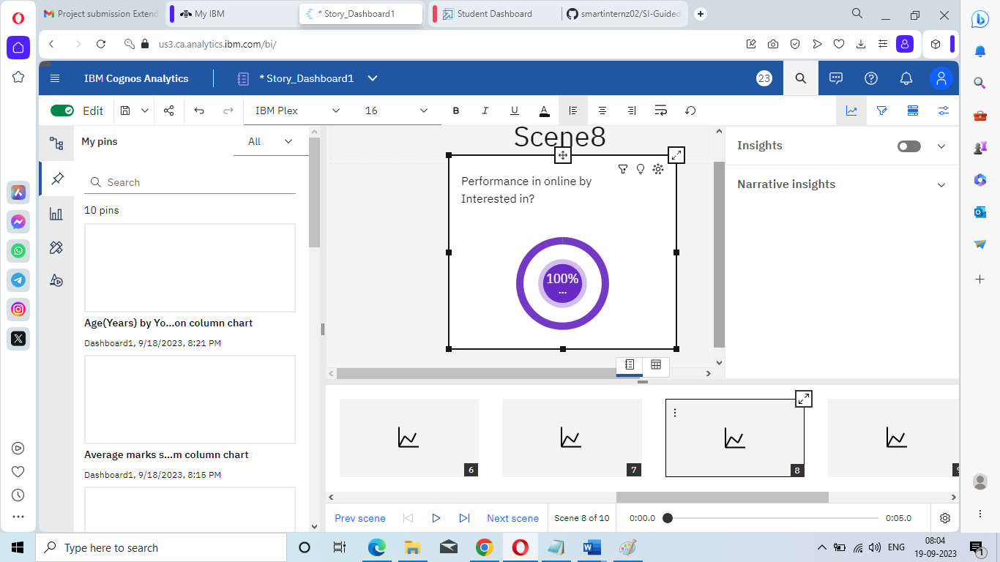 Project submission Extend
My IBM
* Story_Dashboard1
Student Dashboard
smartinternz02/SI-Guided
us3.ca.analytics.ibm.com/bi/
IBM Cognos Analytics
* Story_Dashboard1
23
Edit
IBM Plex
16
B
I
U
A
My pins
All
Search
10 pins
Age(Years) by Yo...on column chart
Dashboard1, 9/18/2023, 8:21 PM
Average marks s...m column chart
Dashboard1, 9/18/2023, 8:15 PM
Scene8
Performance in online by
Interested in?
100%
...
Insights
Narrative insights
6
7
8
9
Prev scene
Next scene
Scene 8 of 10
0:00.0
0:05.0
Type here to search
ENG
08:04
19-09-2023
1